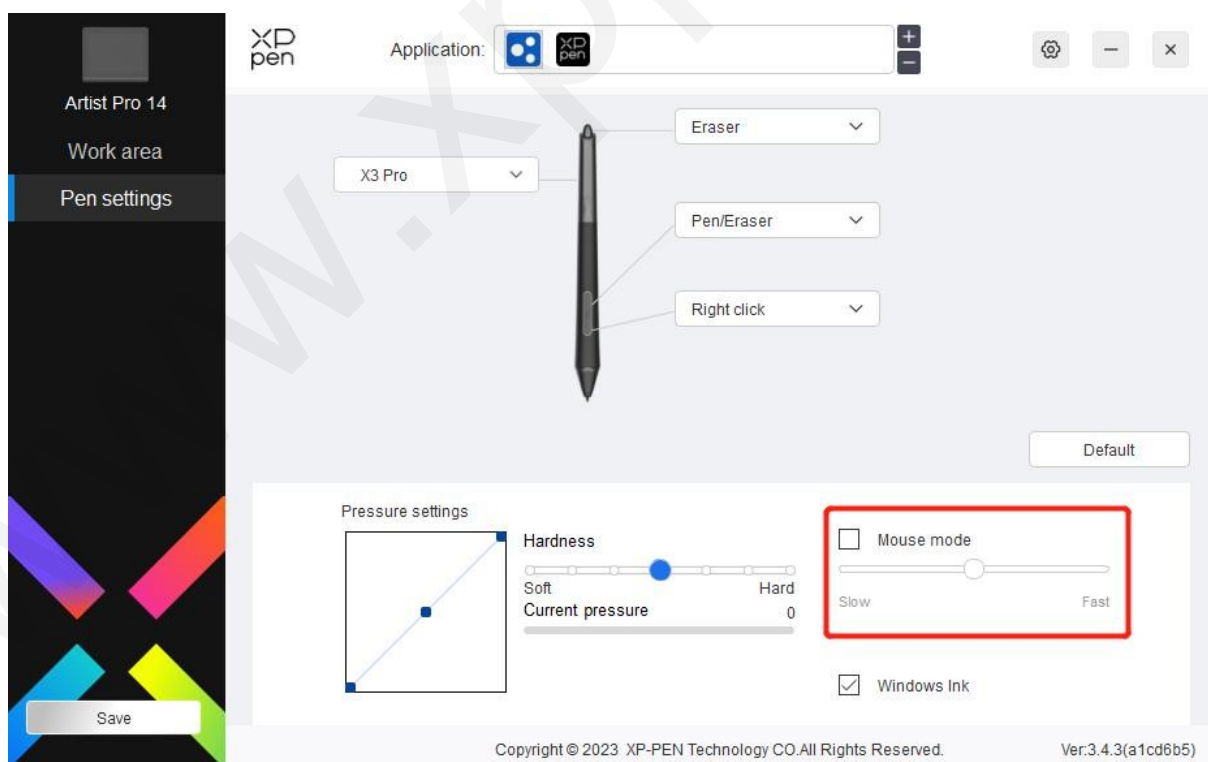 XP
pen
Application:
XP
pen
Artist Pro 14
Work area
Pen settings
Eraser
X3 Pro
Pen/Eraser
Right click
Default
Pressure settings
Hardness
Soft Hard
Current pressure 0
Mouse mode
Slow Fast
Windows Ink
Save
Copyright © 2023 XP-PEN Technology CO.All Rights Reserved.
Ver:3.4.3(a1cd6b5)